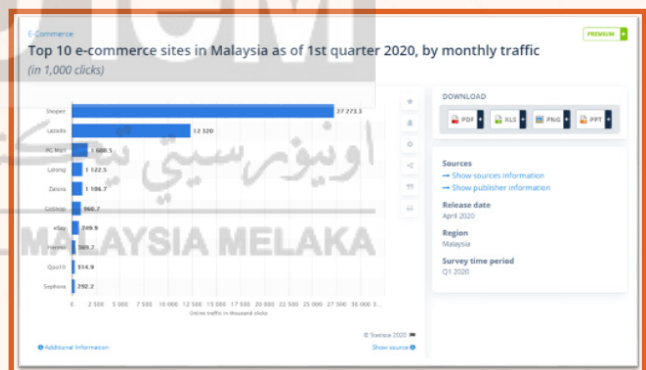 E-Commerce
Top 10 e-commerce sites in Malaysia as of 1st quarter 2020, by monthly traffic
(in 1,000 clicks)
PREMIUM +
Shopee 27 273.3
Lazada 12 320
PG Mall 1 688.5
Lelong 1 122.5
Zalora 1 106.7
GoShop 960.7
eBay 749.9
Hermo
Qoo10 314.9
Sephora 292.2
0 2 500 5 000 7 500 10 000 12 500 15 000 17 500 20 000 22 500 25 000 27 500 30 000 3...
Online traffic in thousand clicks
© Statista 2020
Additional Information
Show source
DOWNLOAD
PDF + XLS + PNG + PPT +
Sources
→ Show sources information
→ Show publisher information
Release date
April 2020
Region
Malaysia
Survey time period
Q1 2020
اونيۏرسيتي تيڪن
MALAYSIA MELAKA